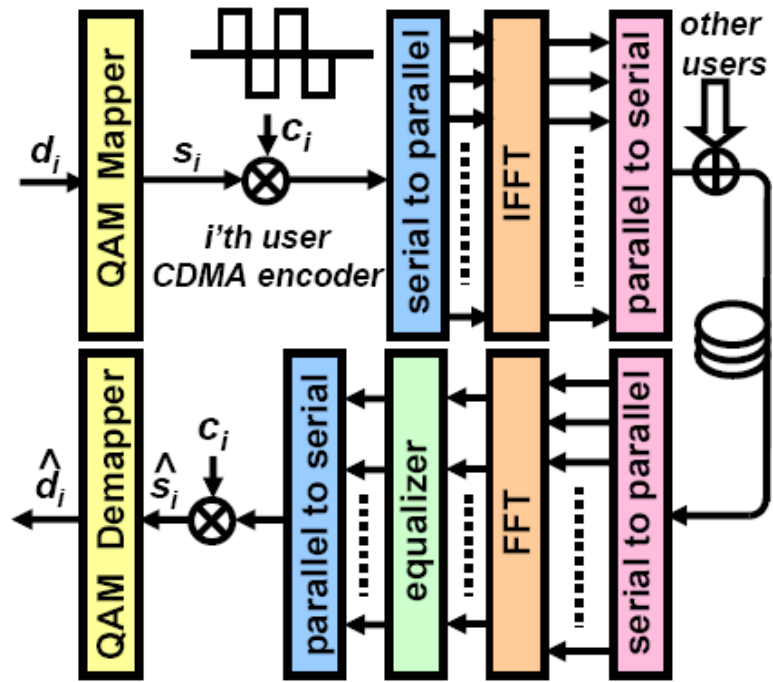 d_i
QAM Mapper
s_i
c_i
i'th user
CDMA encoder
serial to parallel
IFFT
parallel to serial
other
users
QAM Demapper
d̂_i
ŝ_i
c_i
parallel to serial
equalizer
FFT
serial to parallel